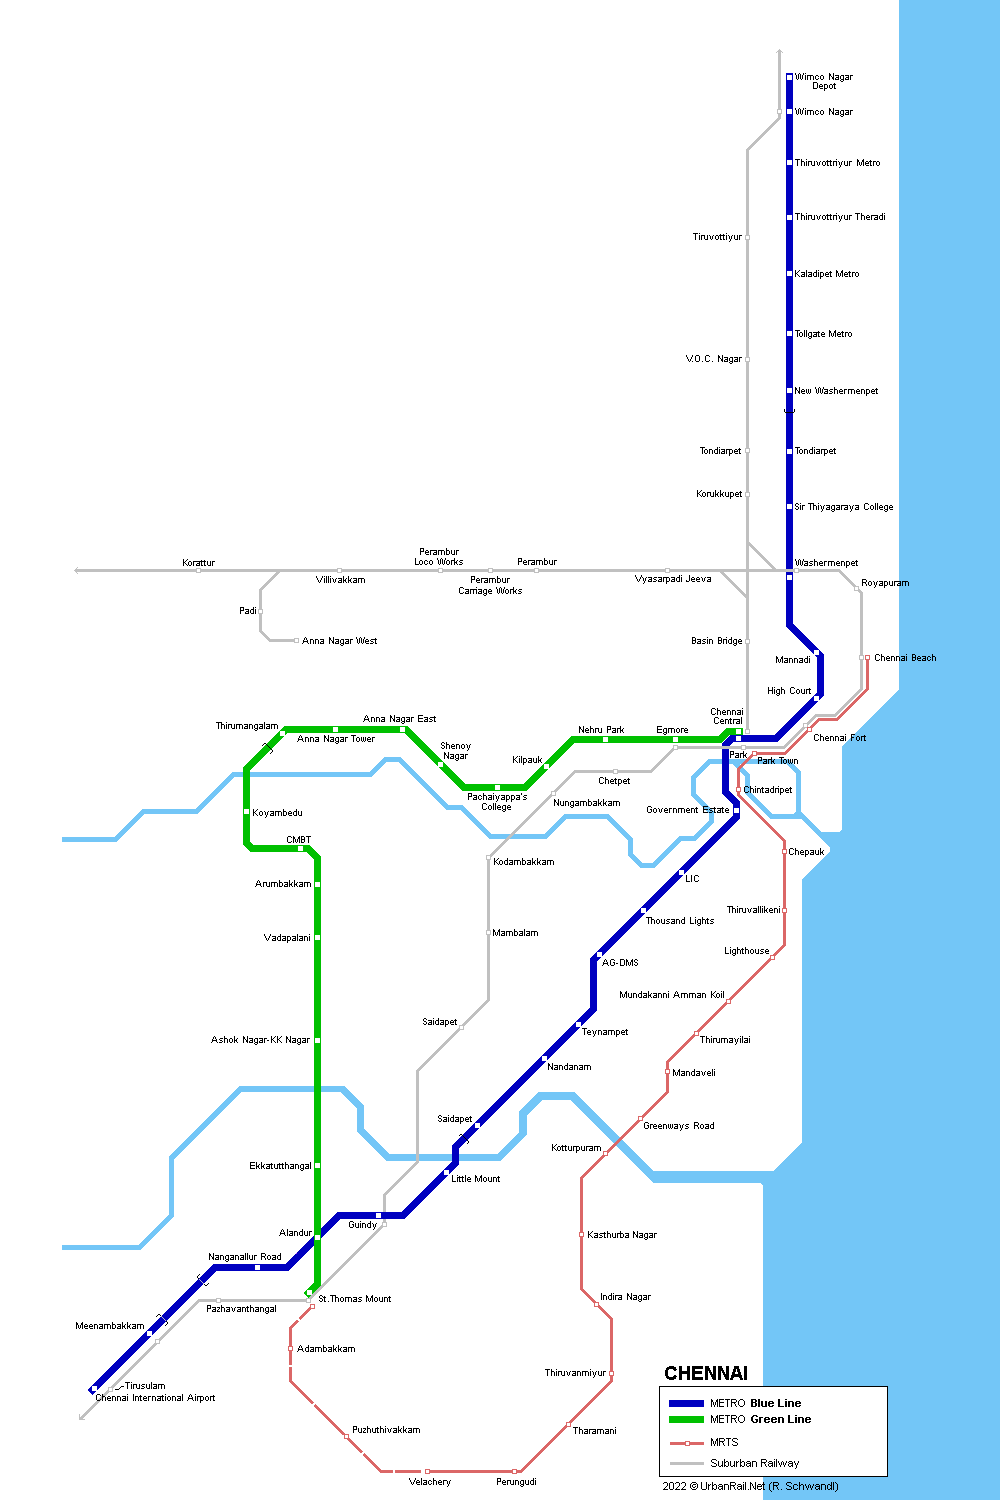 Wimco Nagar
Depot
Wimco Nagar
Thiruvottriyur Metro
Thiruvottriyur Theradi
Tiruvottiyur
Kaladipet Metro
Tollgate Metro
V.O.C. Nagar
New Washermenpet
Tondiarpet
Tondiarpet
Korukkupet
Sir Thiyagaraya College
Korattur
Villivakkam
Perambur
Loco Works
Perambur
Carriage Works
Perambur
Vyasarpadi Jeeva
Washermenpet
Royapuram
Padi
Anna Nagar West
Basin Bridge
Mannadi
Chennai Beach
High Court
Chennai
Central
Thirumangalam
Anna Nagar Tower
Anna Nagar East
Shenoy
Nagar
Nehru Park
Egmore
Chennai Fort
Kilpauk
Park
Park Town
Chetpet
Pachaiyappa's
College
Nungambakkam
Chintadripet
Koyambedu
Government Estate
CMBT
Chepauk
Kodambakkam
Arumbakkam
LIC
Thiruvallikeni
Thousand Lights
Vadapalani
Mambalam
Lighthouse
AG-DMS
Mundakanni Amman Koil
Saidapet
Teynampet
Ashok Nagar-KK Nagar
Thirumayilai
Nandanam
Mandaveli
Saidapet
Greenways Road
Kotturpuram
Ekkatutthangal
Little Mount
Guindy
Alandur
Kasthurba Nagar
Nanganallur Road
St.Thomas Mount
Indira Nagar
Pazhavanthangal
Meenambakkam
Adambakkam
Thiruvanmiyur
Tirusulam
Chennai International Airport
Puzhuthivakkam
Tharamani
Velachery
Perungudi
CHENNAI
METRO Blue Line
METRO Green Line
MRTS
Suburban Railway
2022 © UrbanRail.Net (R. Schwandl)